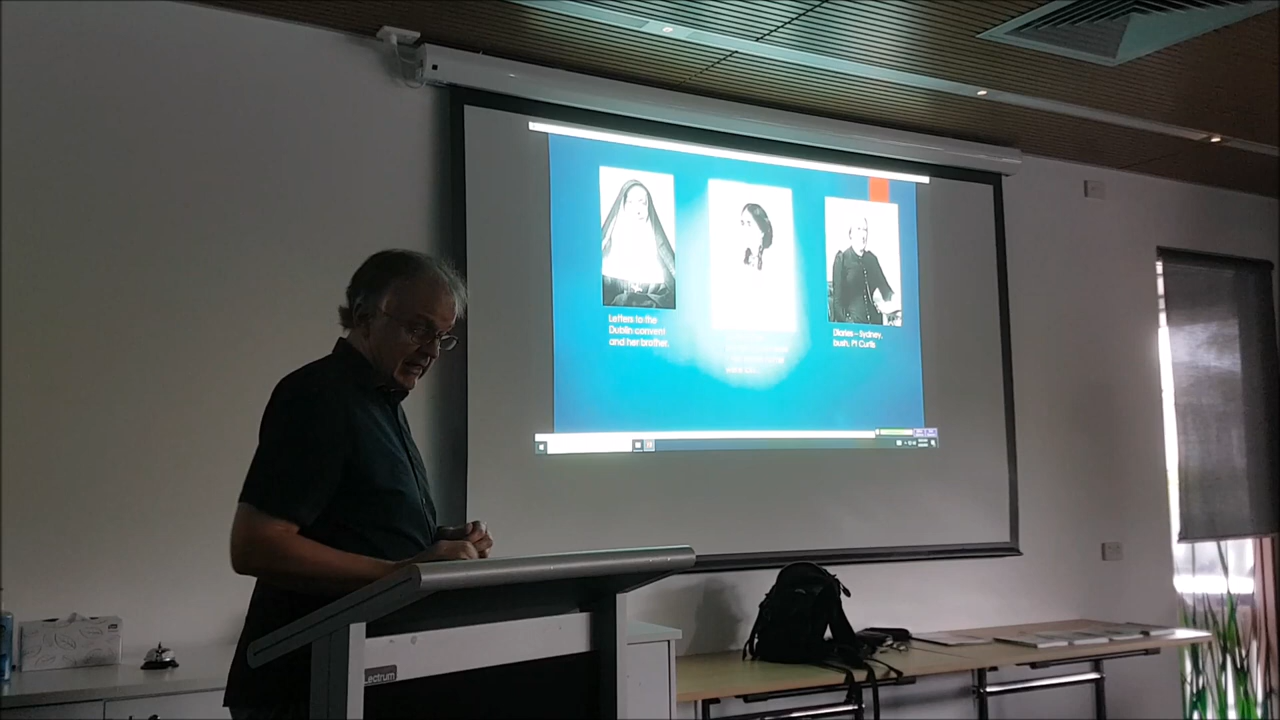 Letters to the
Dublin convent
and her brother.
Diaries – Sydney,
bush, Pt Curtis
Lectrum